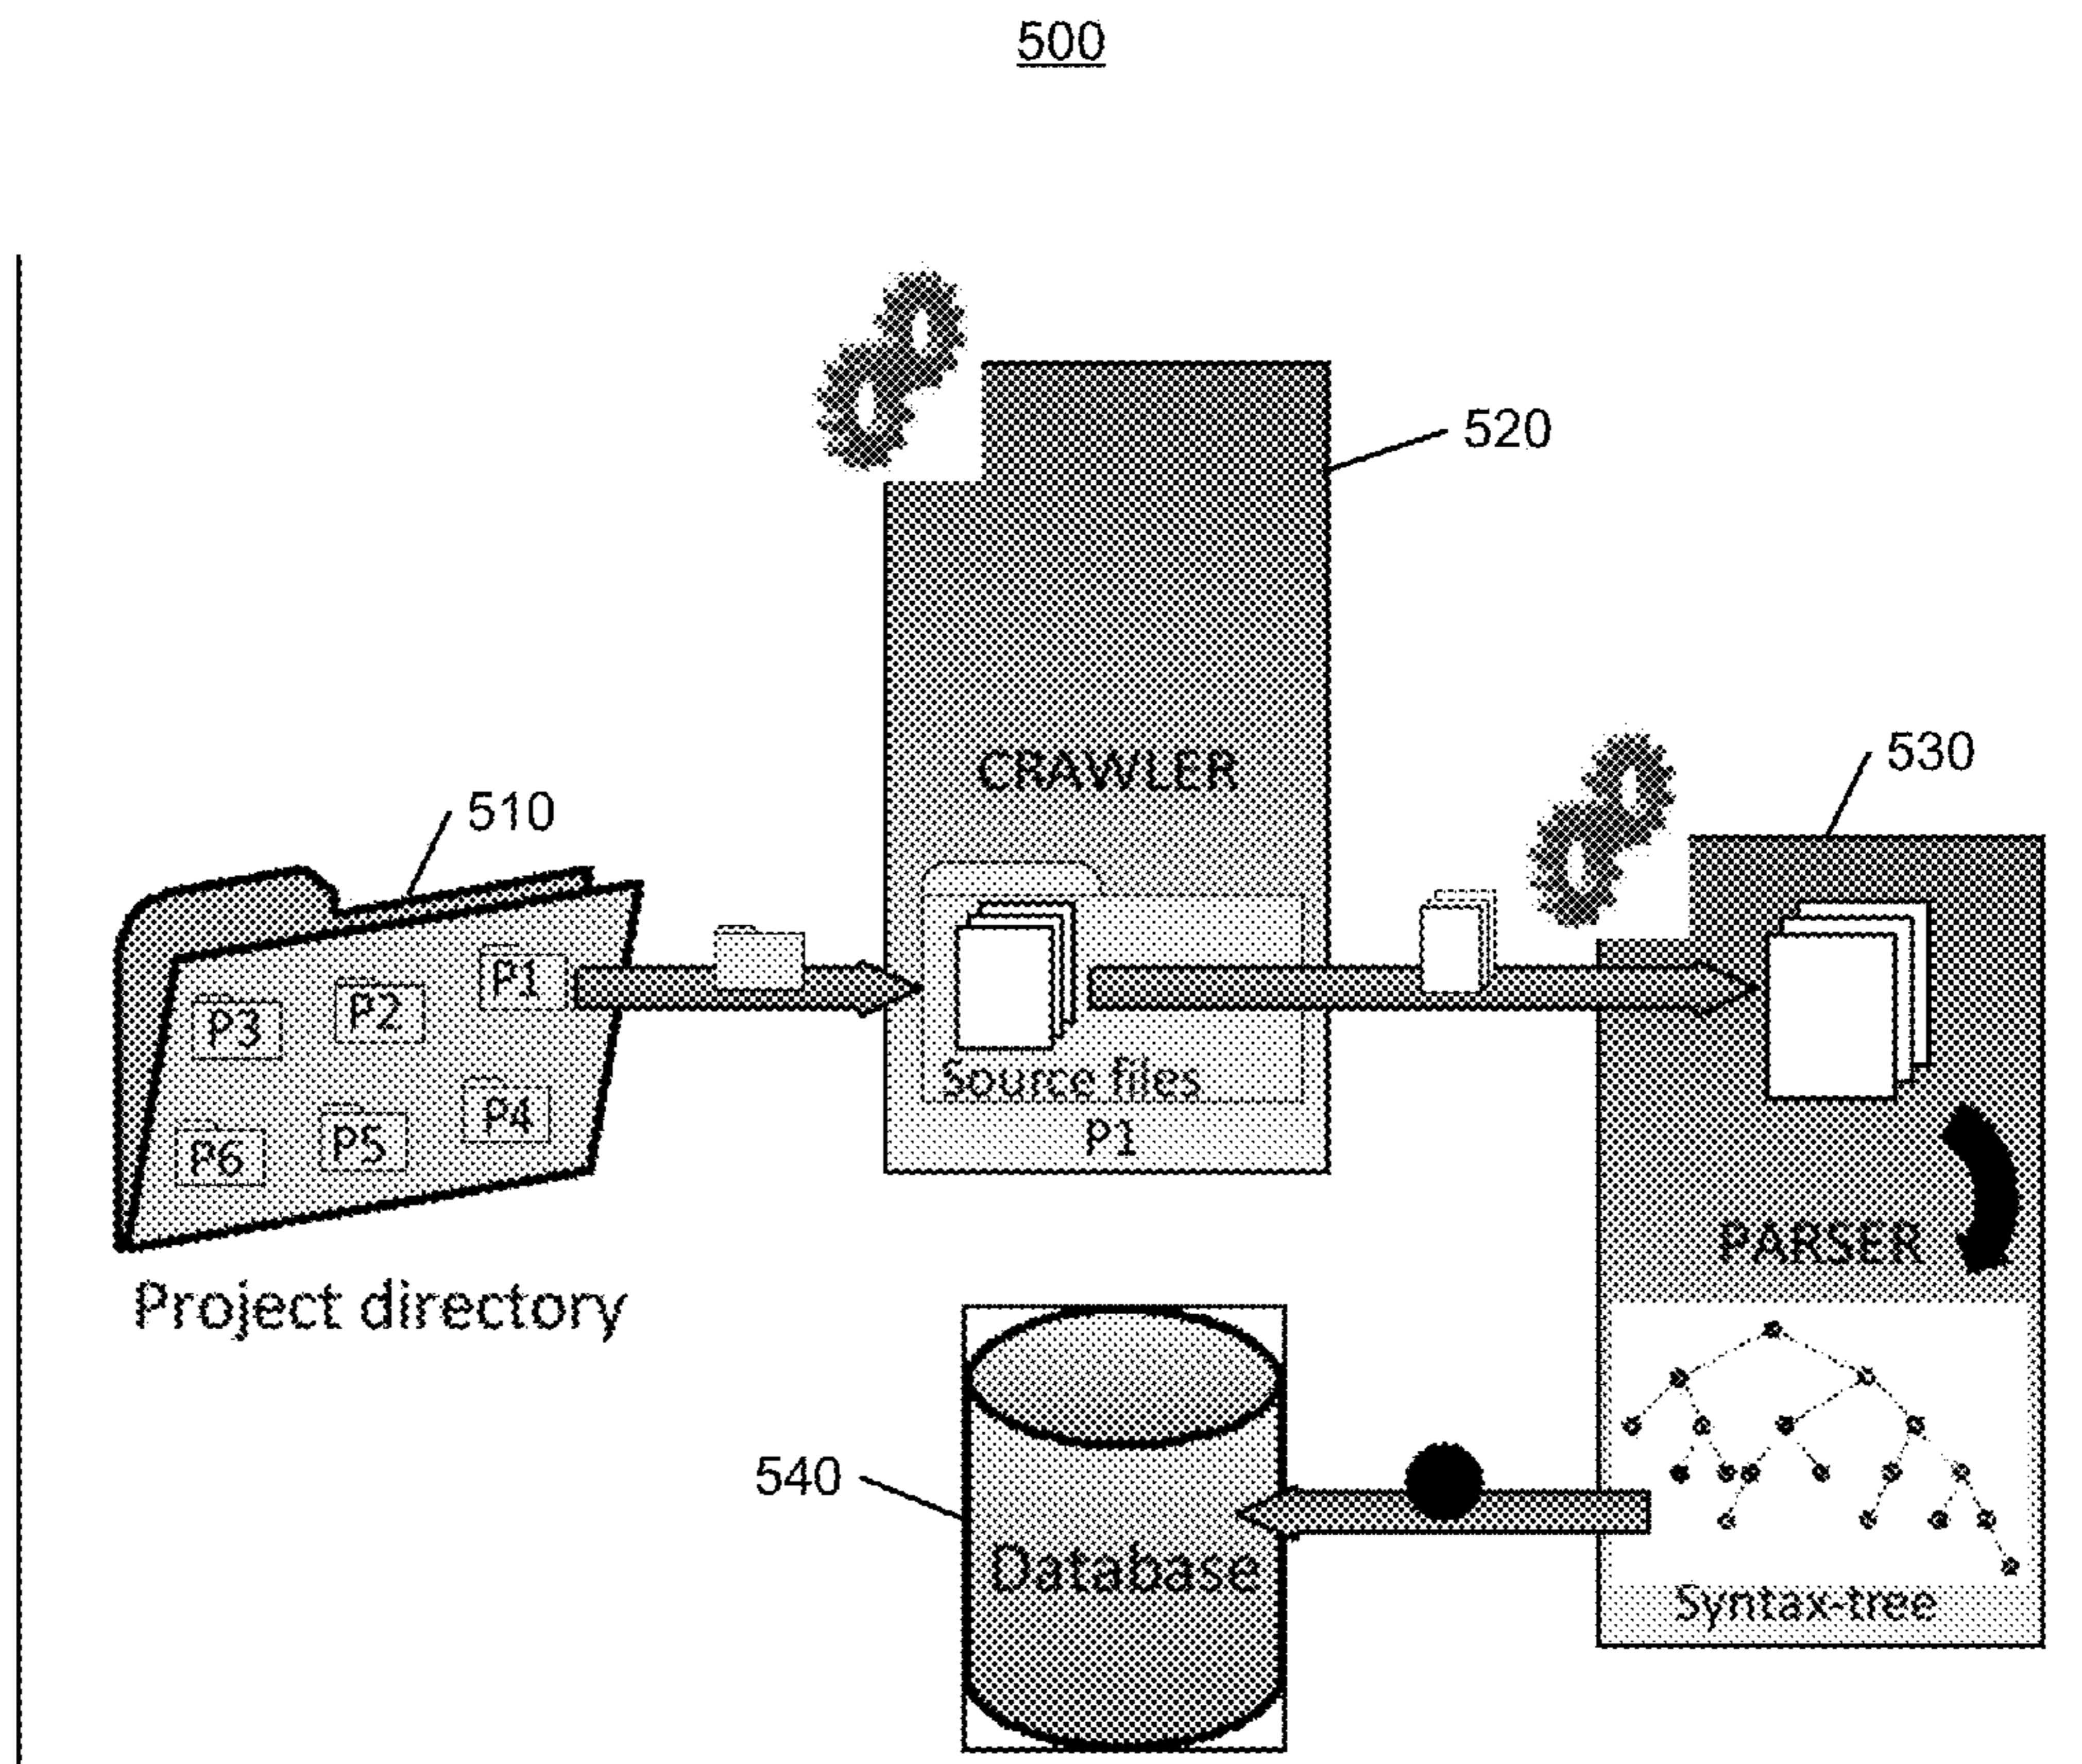 500
520
CRAWLER
530
510
P1
P2
P3
Source files
P4
P5
P6
P1
PARSER
Project directory
540
Database
Syntax-tree